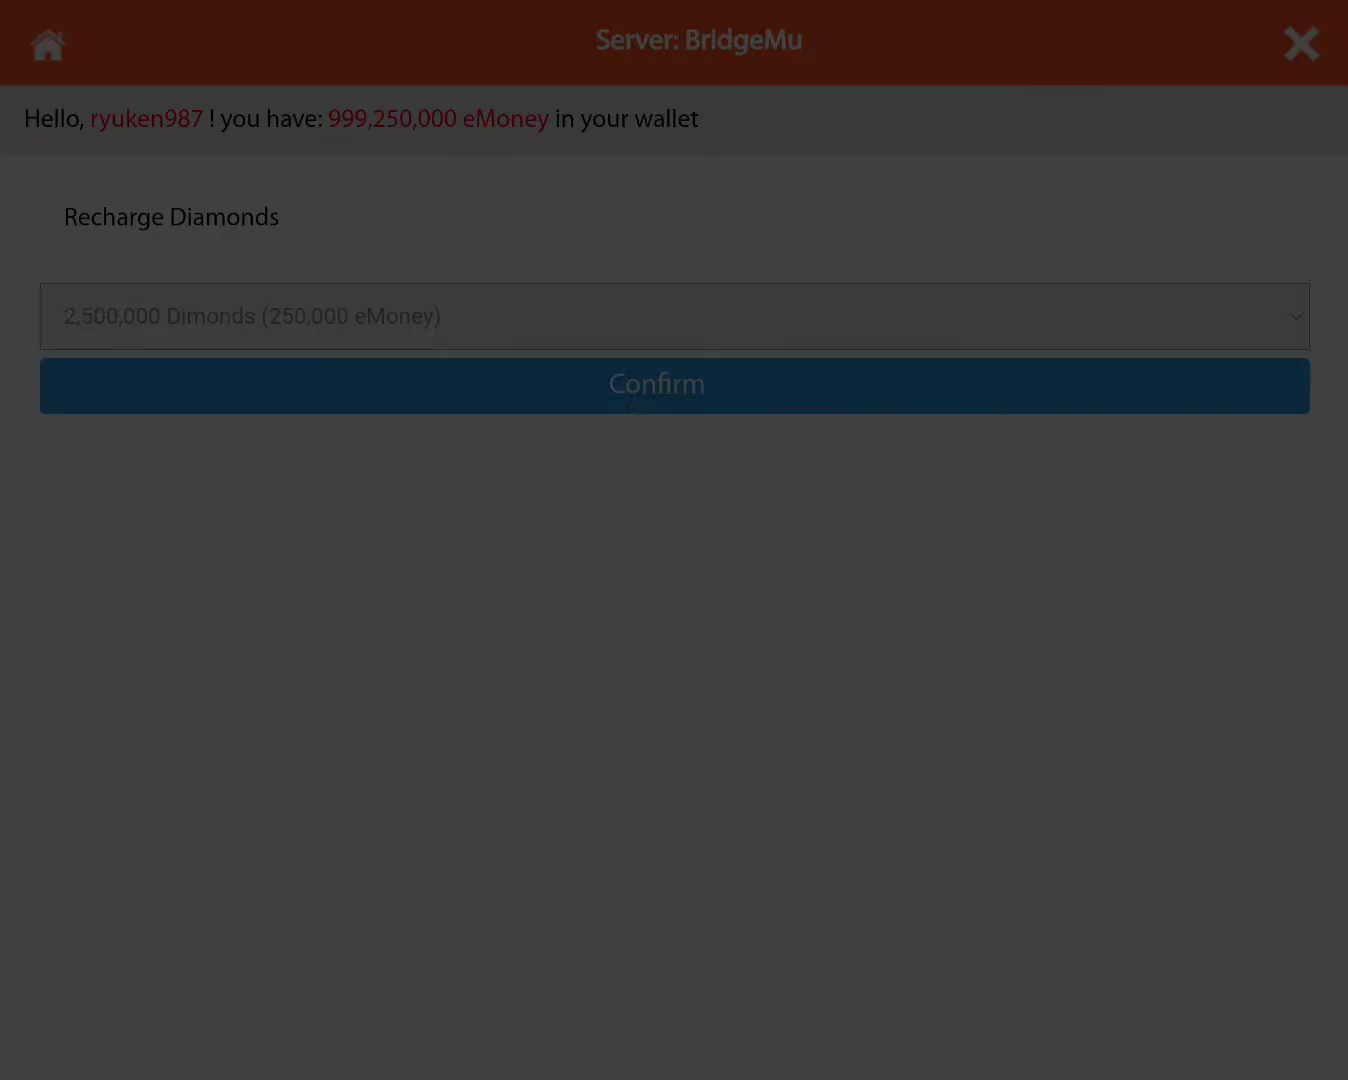 Server: BridgeMu
Hello, ryuken987 ! you have: 999,250,000 eMoney in your wallet
Recharge Diamonds
2,500,000 Dimonds (250,000 eMoney)
Confirm